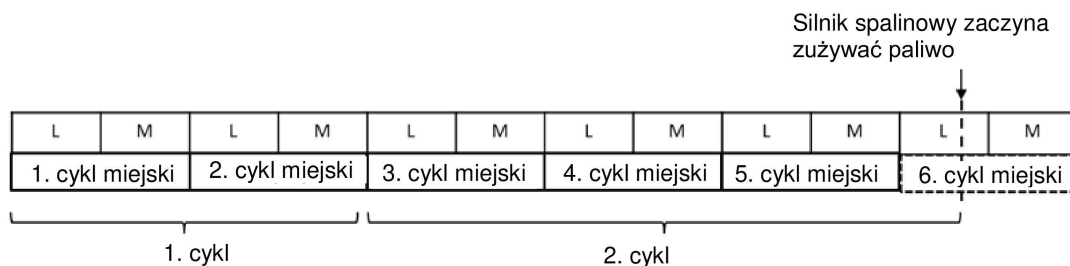 Silnik spalinowy zaczyna
zużywać paliwo
L M L M L M L M L M L M
1. cykl miejski 2. cykl miejski 3. cykl miejski 4. cykl miejski 5. cykl miejski 6. cykl miejski
1. cykl 2. cykl